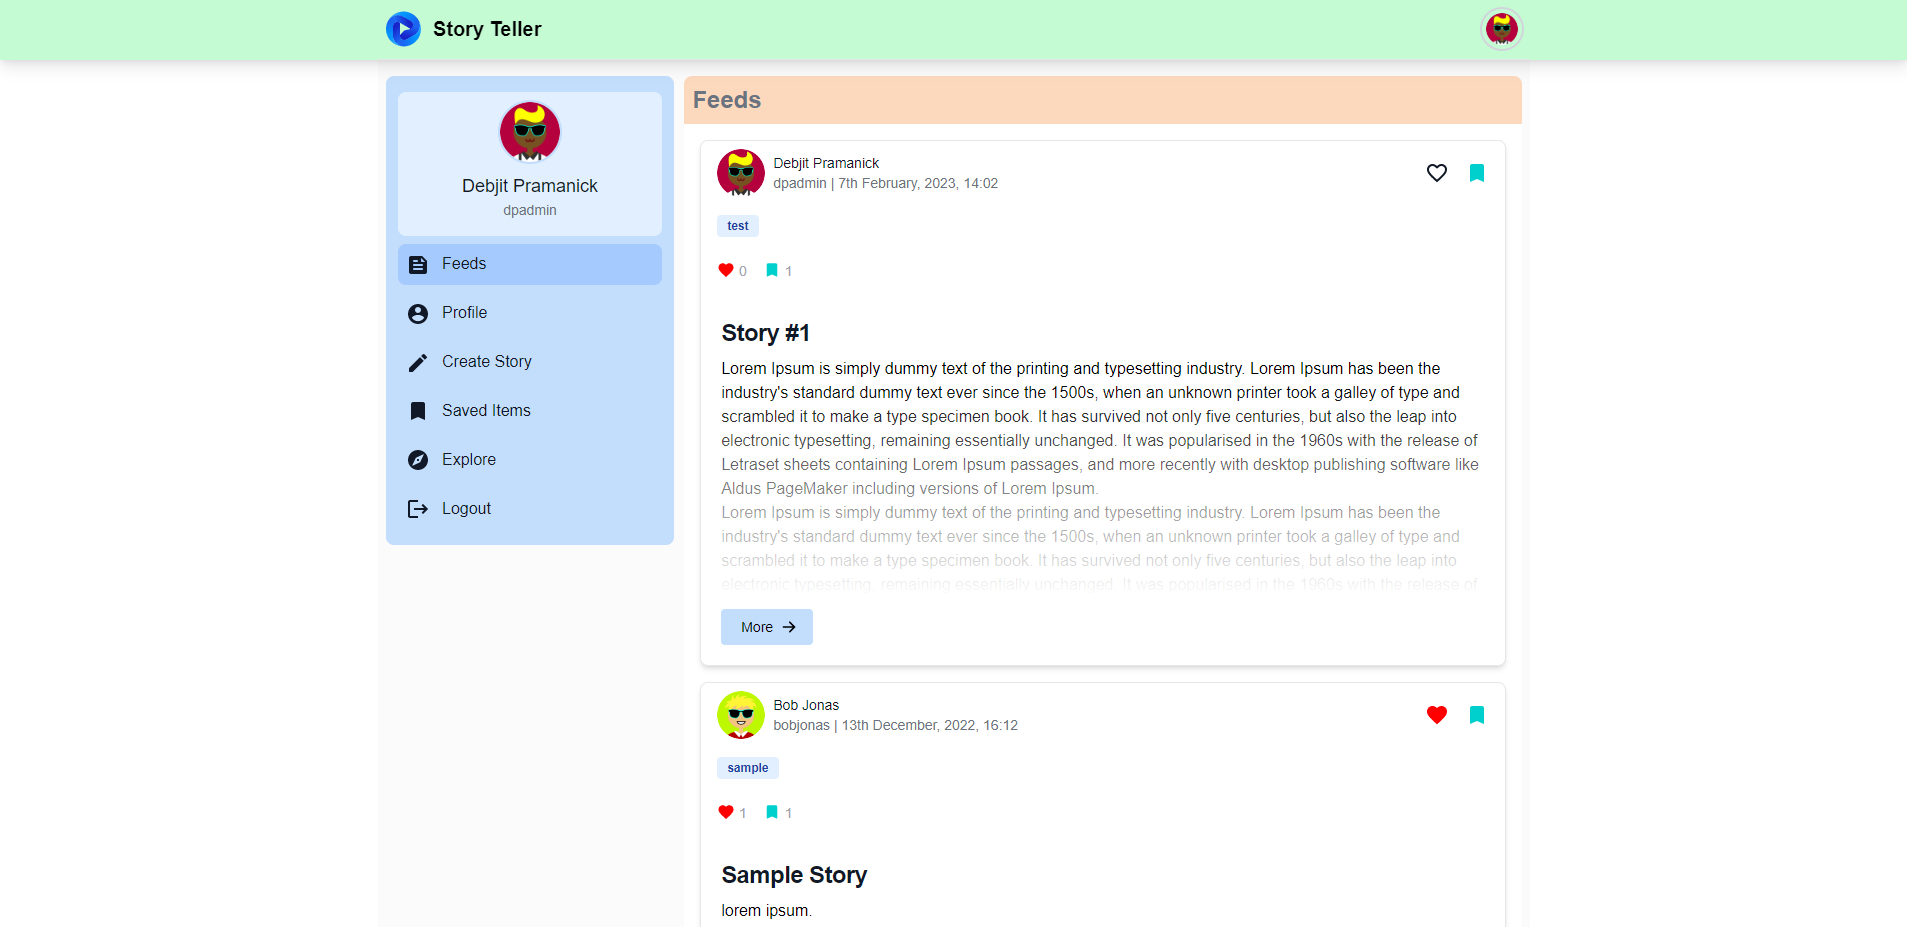 Story Teller
Debjit Pramanick
dpadmin
Feeds
Profile
Create Story
Saved Items
Explore
Logout
Feeds
Debjit Pramanick
dpadmin | 7th February, 2023, 14:02
test
0 1
Story #1
Lorem Ipsum is simply dummy text of the printing and typesetting industry. Lorem Ipsum has been the
industry's standard dummy text ever since the 1500s, when an unknown printer took a galley of type and
scrambled it to make a type specimen book. It has survived not only five centuries, but also the leap into
electronic typesetting, remaining essentially unchanged. It was popularised in the 1960s with the release of
Letraset sheets containing Lorem Ipsum passages, and more recently with desktop publishing software like
Aldus PageMaker including versions of Lorem Ipsum.
Lorem Ipsum is simply dummy text of the printing and typesetting industry. Lorem Ipsum has been the
industry's standard dummy text ever since the 1500s, when an unknown printer took a galley of type and
scrambled it to make a type specimen book. It has survived not only five centuries, but also the leap into
electronic typesetting, remaining essentially unchanged. It was popularised in the 1960s with the release of
More
Bob Jonas
bobjonas | 13th December, 2022, 16:12
sample
1 1
Sample Story
lorem ipsum.